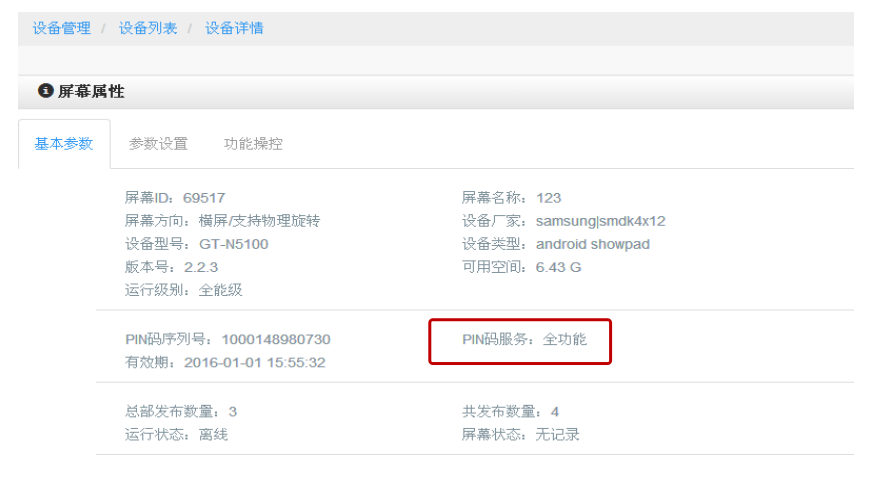 设备管理 / 设备列表 / 设备详情
屏幕属性
基本参数 参数设置 功能操控
屏幕ID：69517 屏幕名称：123
屏幕方向：横屏/支持物理旋转 设备厂家：samsung|smdk4x12
设备型号：GT-N5100 设备类型：android showpad
版本号：2.2.3 可用空间：6.43 G
运行级别：全能级
PIN码序列号：1000148980730 PIN码服务：全功能
有效期：2016-01-01 15:55:32
总部发布数量：3 共发布数量：4
运行状态：离线 屏幕状态：无记录